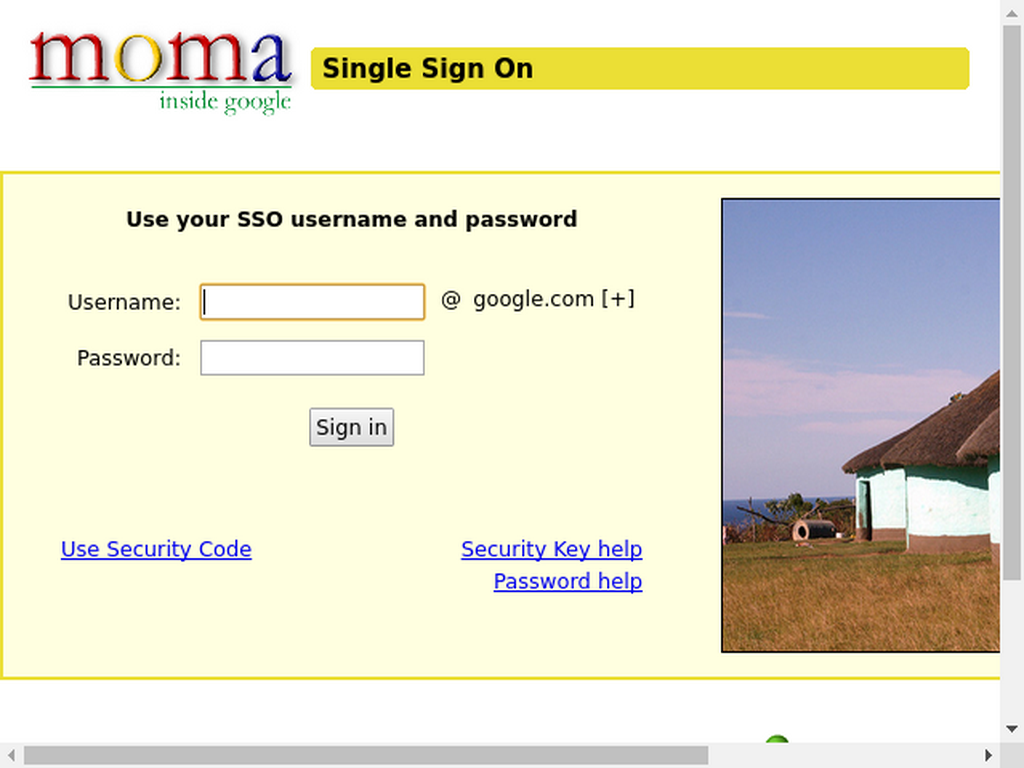 moma
inside google
Single Sign On
Use your SSO username and password
Username: @ google.com [+]
Password:
Sign in
Use Security Code
Security Key help
Password help